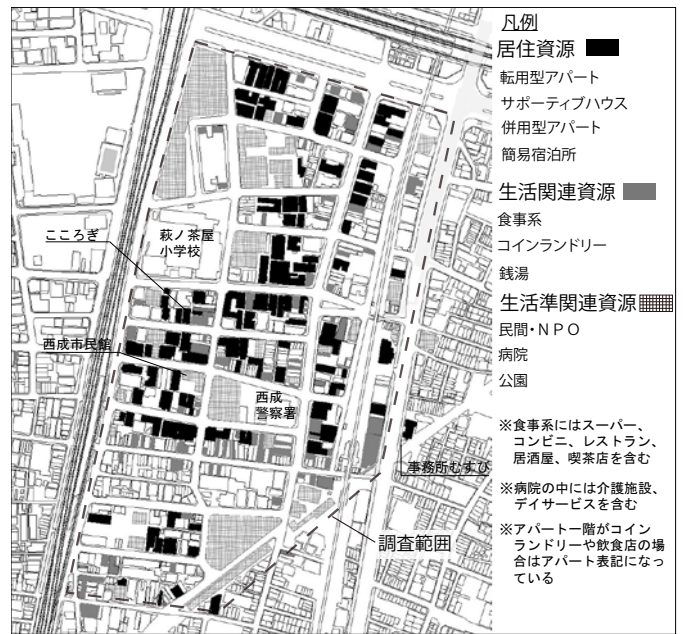 凡例
居住資源
転用型アパート
サポーティブハウス
併用型アパート
簡易宿泊所
生活関連資源
食事系
コインランドリー
銭湯
生活準関連資源
民間・NPO
病院
公園
※食事系にはスーパー、
コンビニ、レストラン、
居酒屋、喫茶店を含む
※病院の中には介護施設、
デイサービスを含む
※アパート一階がコイン
ランドリーや飲食店の場
合はアパート表記になっ
ている
こころぎ
萩ノ茶屋
小学校
西成市民館
西成
警察署
事務所むすび
調査範囲